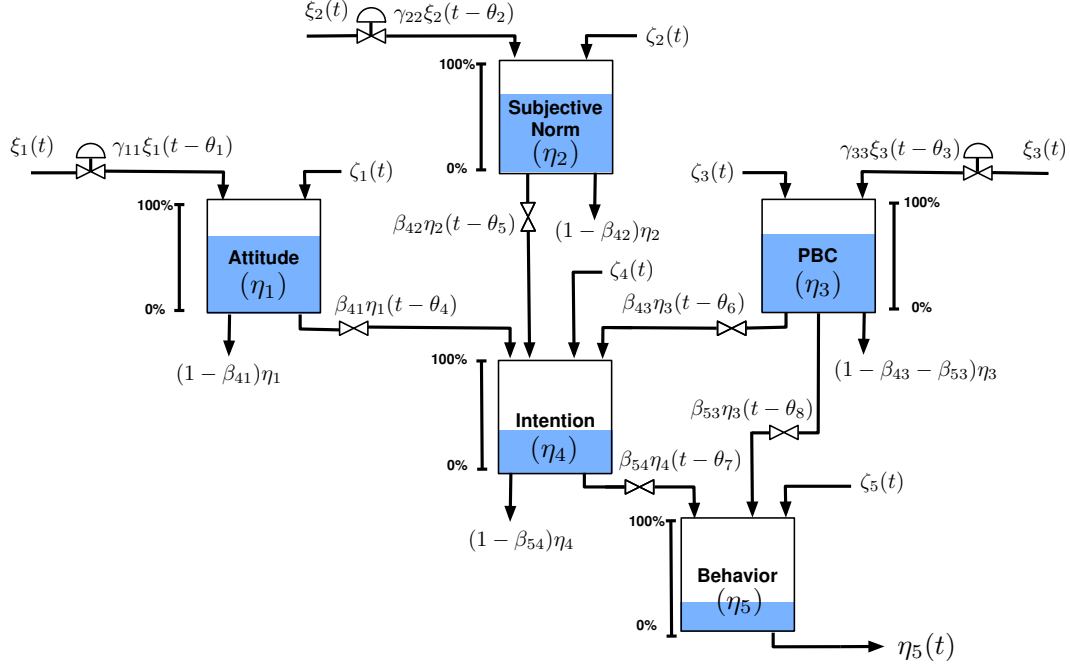 ξ₂(t)
γ₂₂ξ₂(t − θ₂)
ζ₂(t)
100%
Subjective
Norm
(η₂)
0%
ξ₁(t)
γ₁₁ξ₁(t − θ₁)
ζ₁(t)
100%
Attitude
(η₁)
0%
β₄₂η₂(t − θ₅)
(1 − β₄₂)η₂
ζ₃(t)
γ₃₃ξ₃(t − θ₃)
ξ₃(t)
100%
PBC
(η₃)
0%
ζ₄(t)
β₄₁η₁(t − θ₄)
β₄₃η₃(t − θ₆)
(1 − β₄₁)η₁
(1 − β₄₃ − β₅₃)η₃
100%
Intention
(η₄)
0%
β₅₃η₃(t − θ₈)
β₅₄η₄(t − θ₇)
ζ₅(t)
(1 − β₅₄)η₄
100%
Behavior
(η₅)
0%
η₅(t)